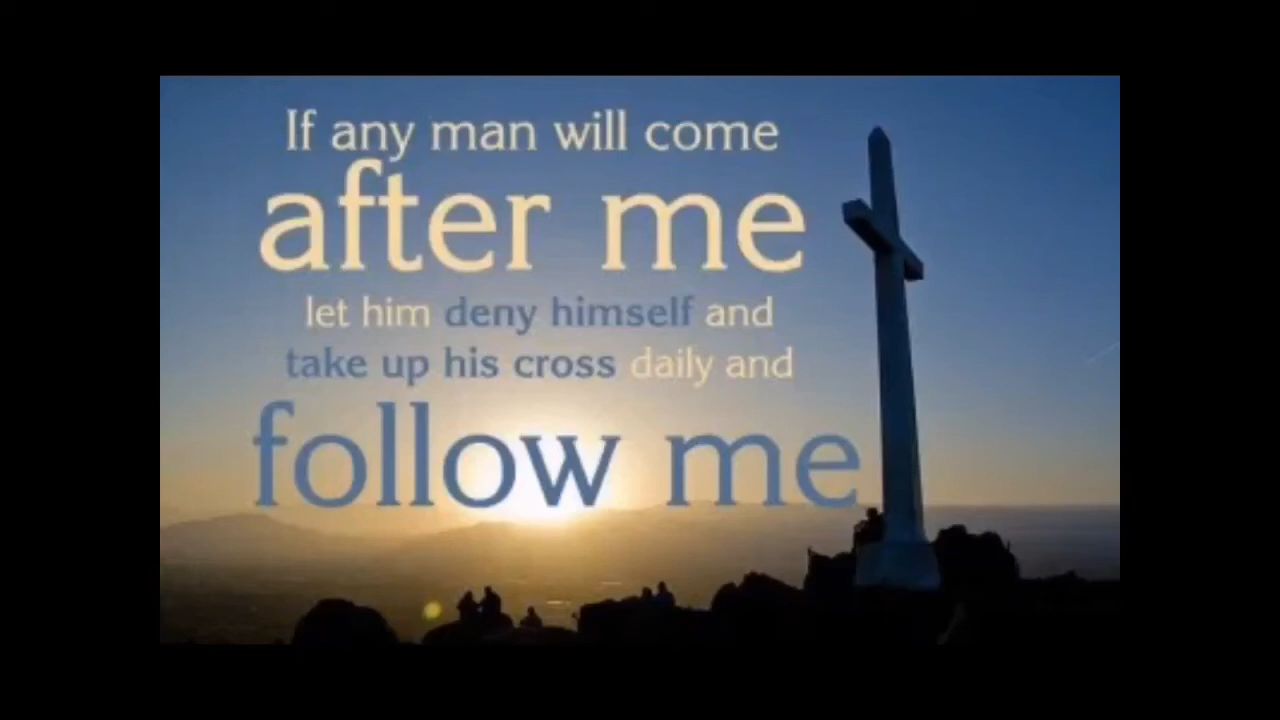 If any man will come
after me
let him deny himself and
take up his cross daily and
follow me